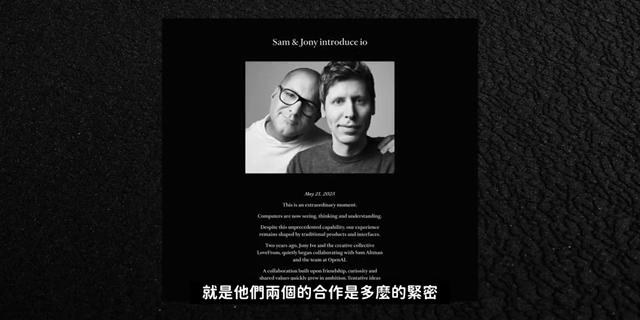 Sam & Jony introduce io
May 21, 2025
This is an extraordinary moment.
Computers are now seeing, thinking and understanding.
Despite this unprecedented capability, our experience
remains shaped by traditional products and interfaces.
Two years ago, Jony Ive and the creative collective
LoveFrom, quietly began collaborating with Sam Altman
and the team at OpenAI.
A collaboration built upon friendship, curiosity and
shared values quickly grew in ambition. Tentative ideas
就是他們兩個的合作是多麼的緊密